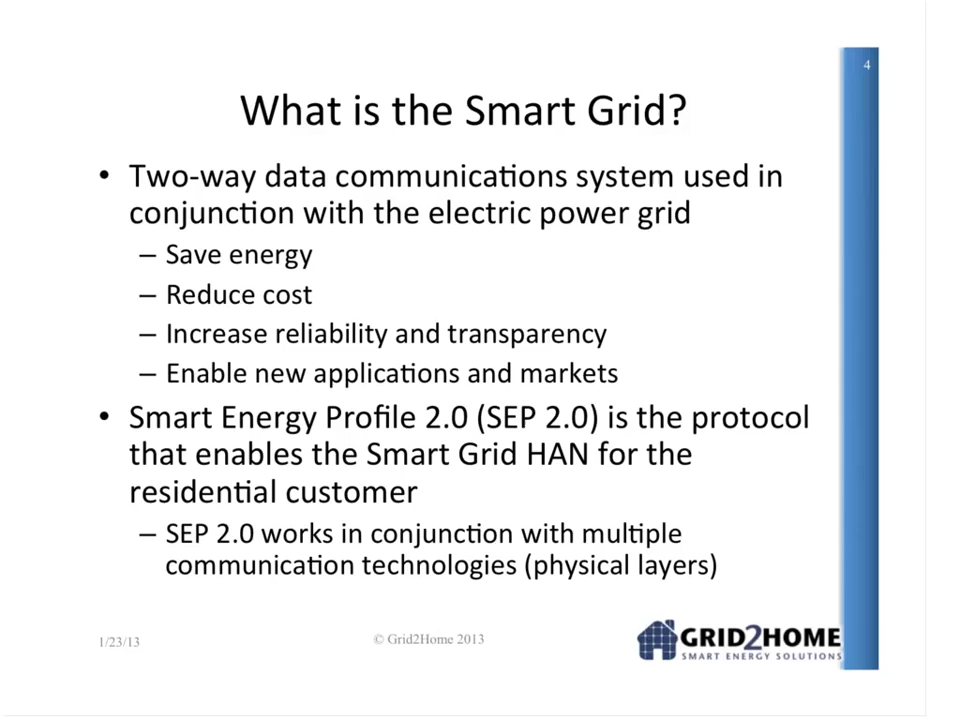 4
What is the Smart Grid?
• Two-way data communications system used in
conjunction with the electric power grid
– Save energy
– Reduce cost
– Increase reliability and transparency
– Enable new applications and markets
• Smart Energy Profile 2.0 (SEP 2.0) is the protocol
that enables the Smart Grid HAN for the
residential customer
– SEP 2.0 works in conjunction with multiple
communication technologies (physical layers)
1/23/13
© Grid2Home 2013
GRID2HOME
SMART ENERGY SOLUTIONS